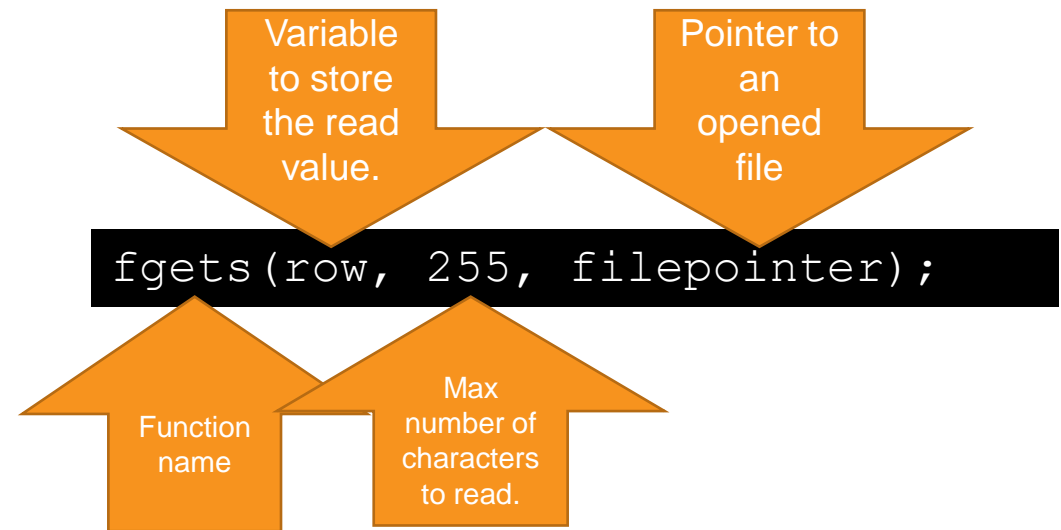 Variable
to store
the read
value.
Pointer to
an
opened
file
fgets(row, 255, filepointer);
Function
name
Max
number of
characters
to read.